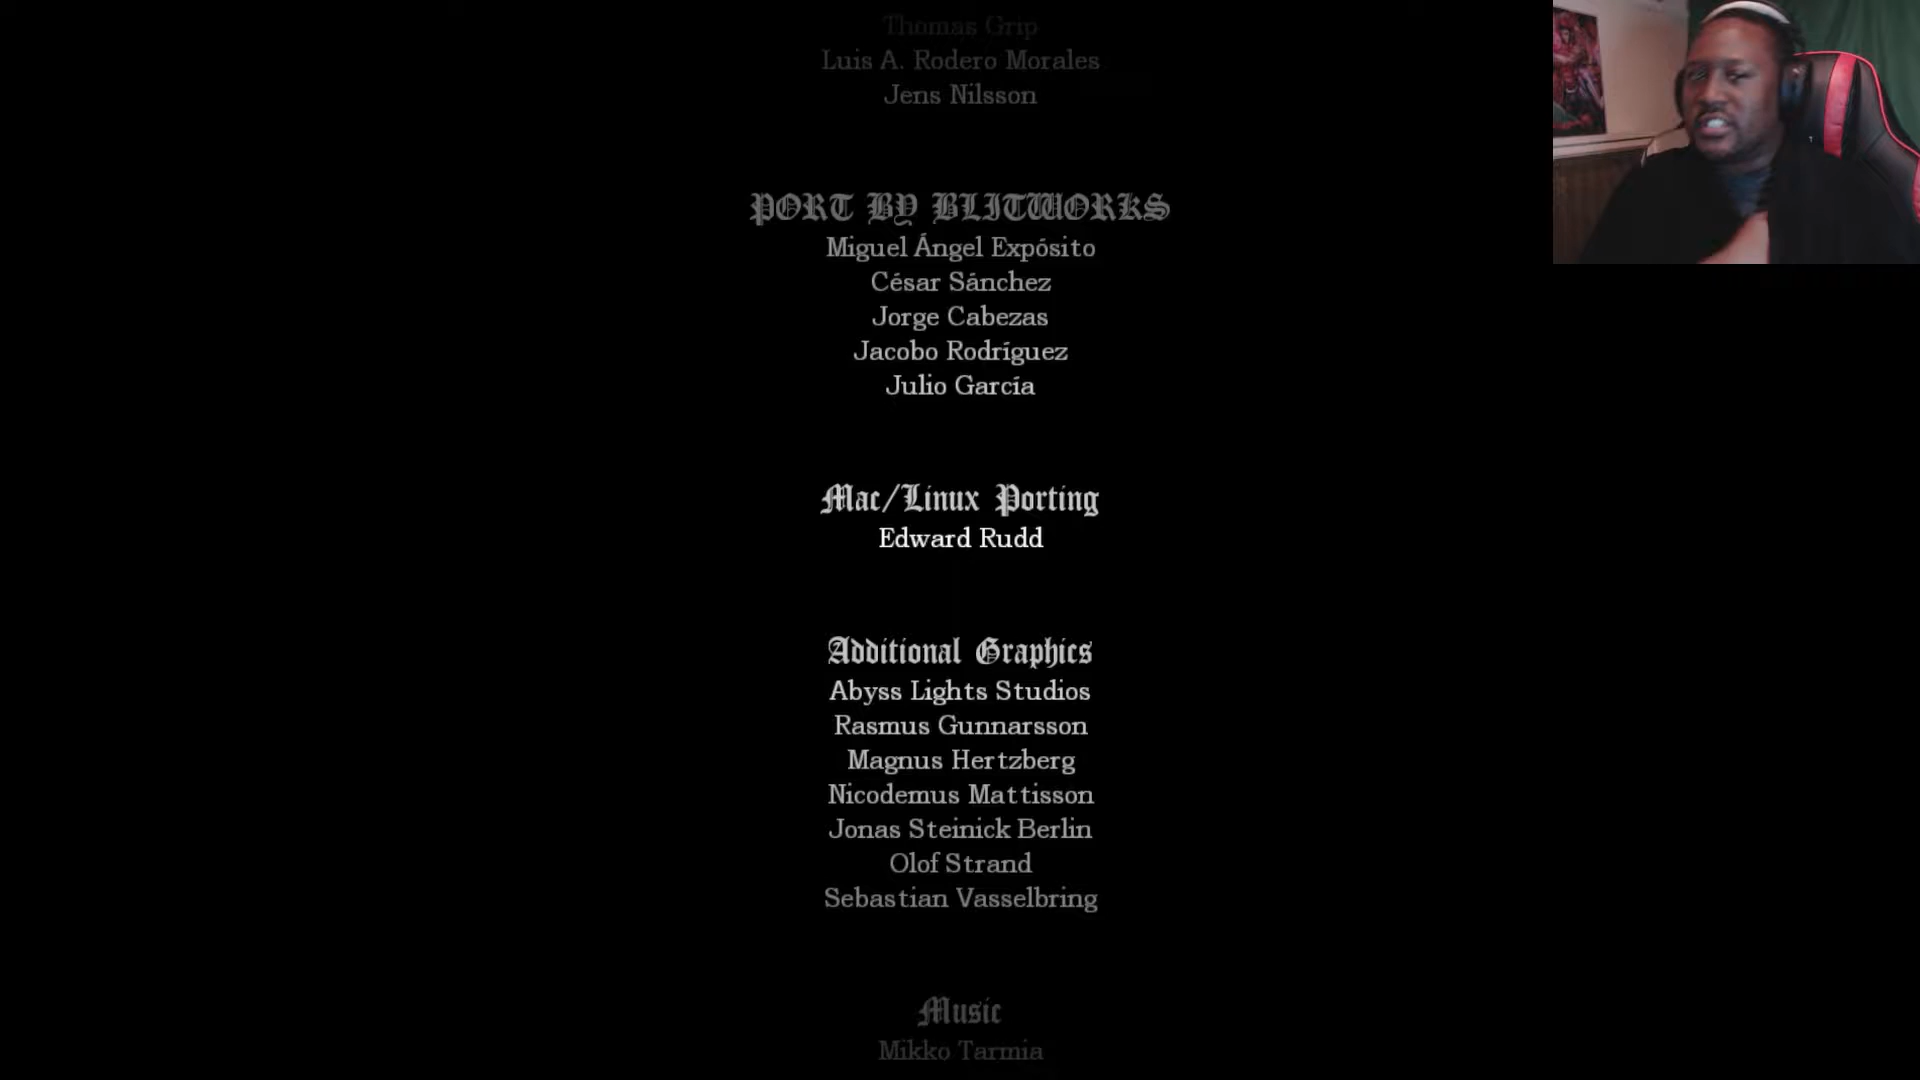 Thomas Grip
Luis A. Rodero Morales
Jens Nilsson
PORT BY BLITWORKS
Miguel Ángel Expósito
César Sánchez
Jorge Cabezas
Jacobo Rodríguez
Julio García
Mac/Linux Porting
Edward Rudd
Additional Graphics
Abyss Lights Studios
Rasmus Gunnarsson
Magnus Hertzberg
Nicodemus Mattisson
Jonas Steinick Berlin
Olof Strand
Sebastian Vasselbring
Music
Mikko Tarmia